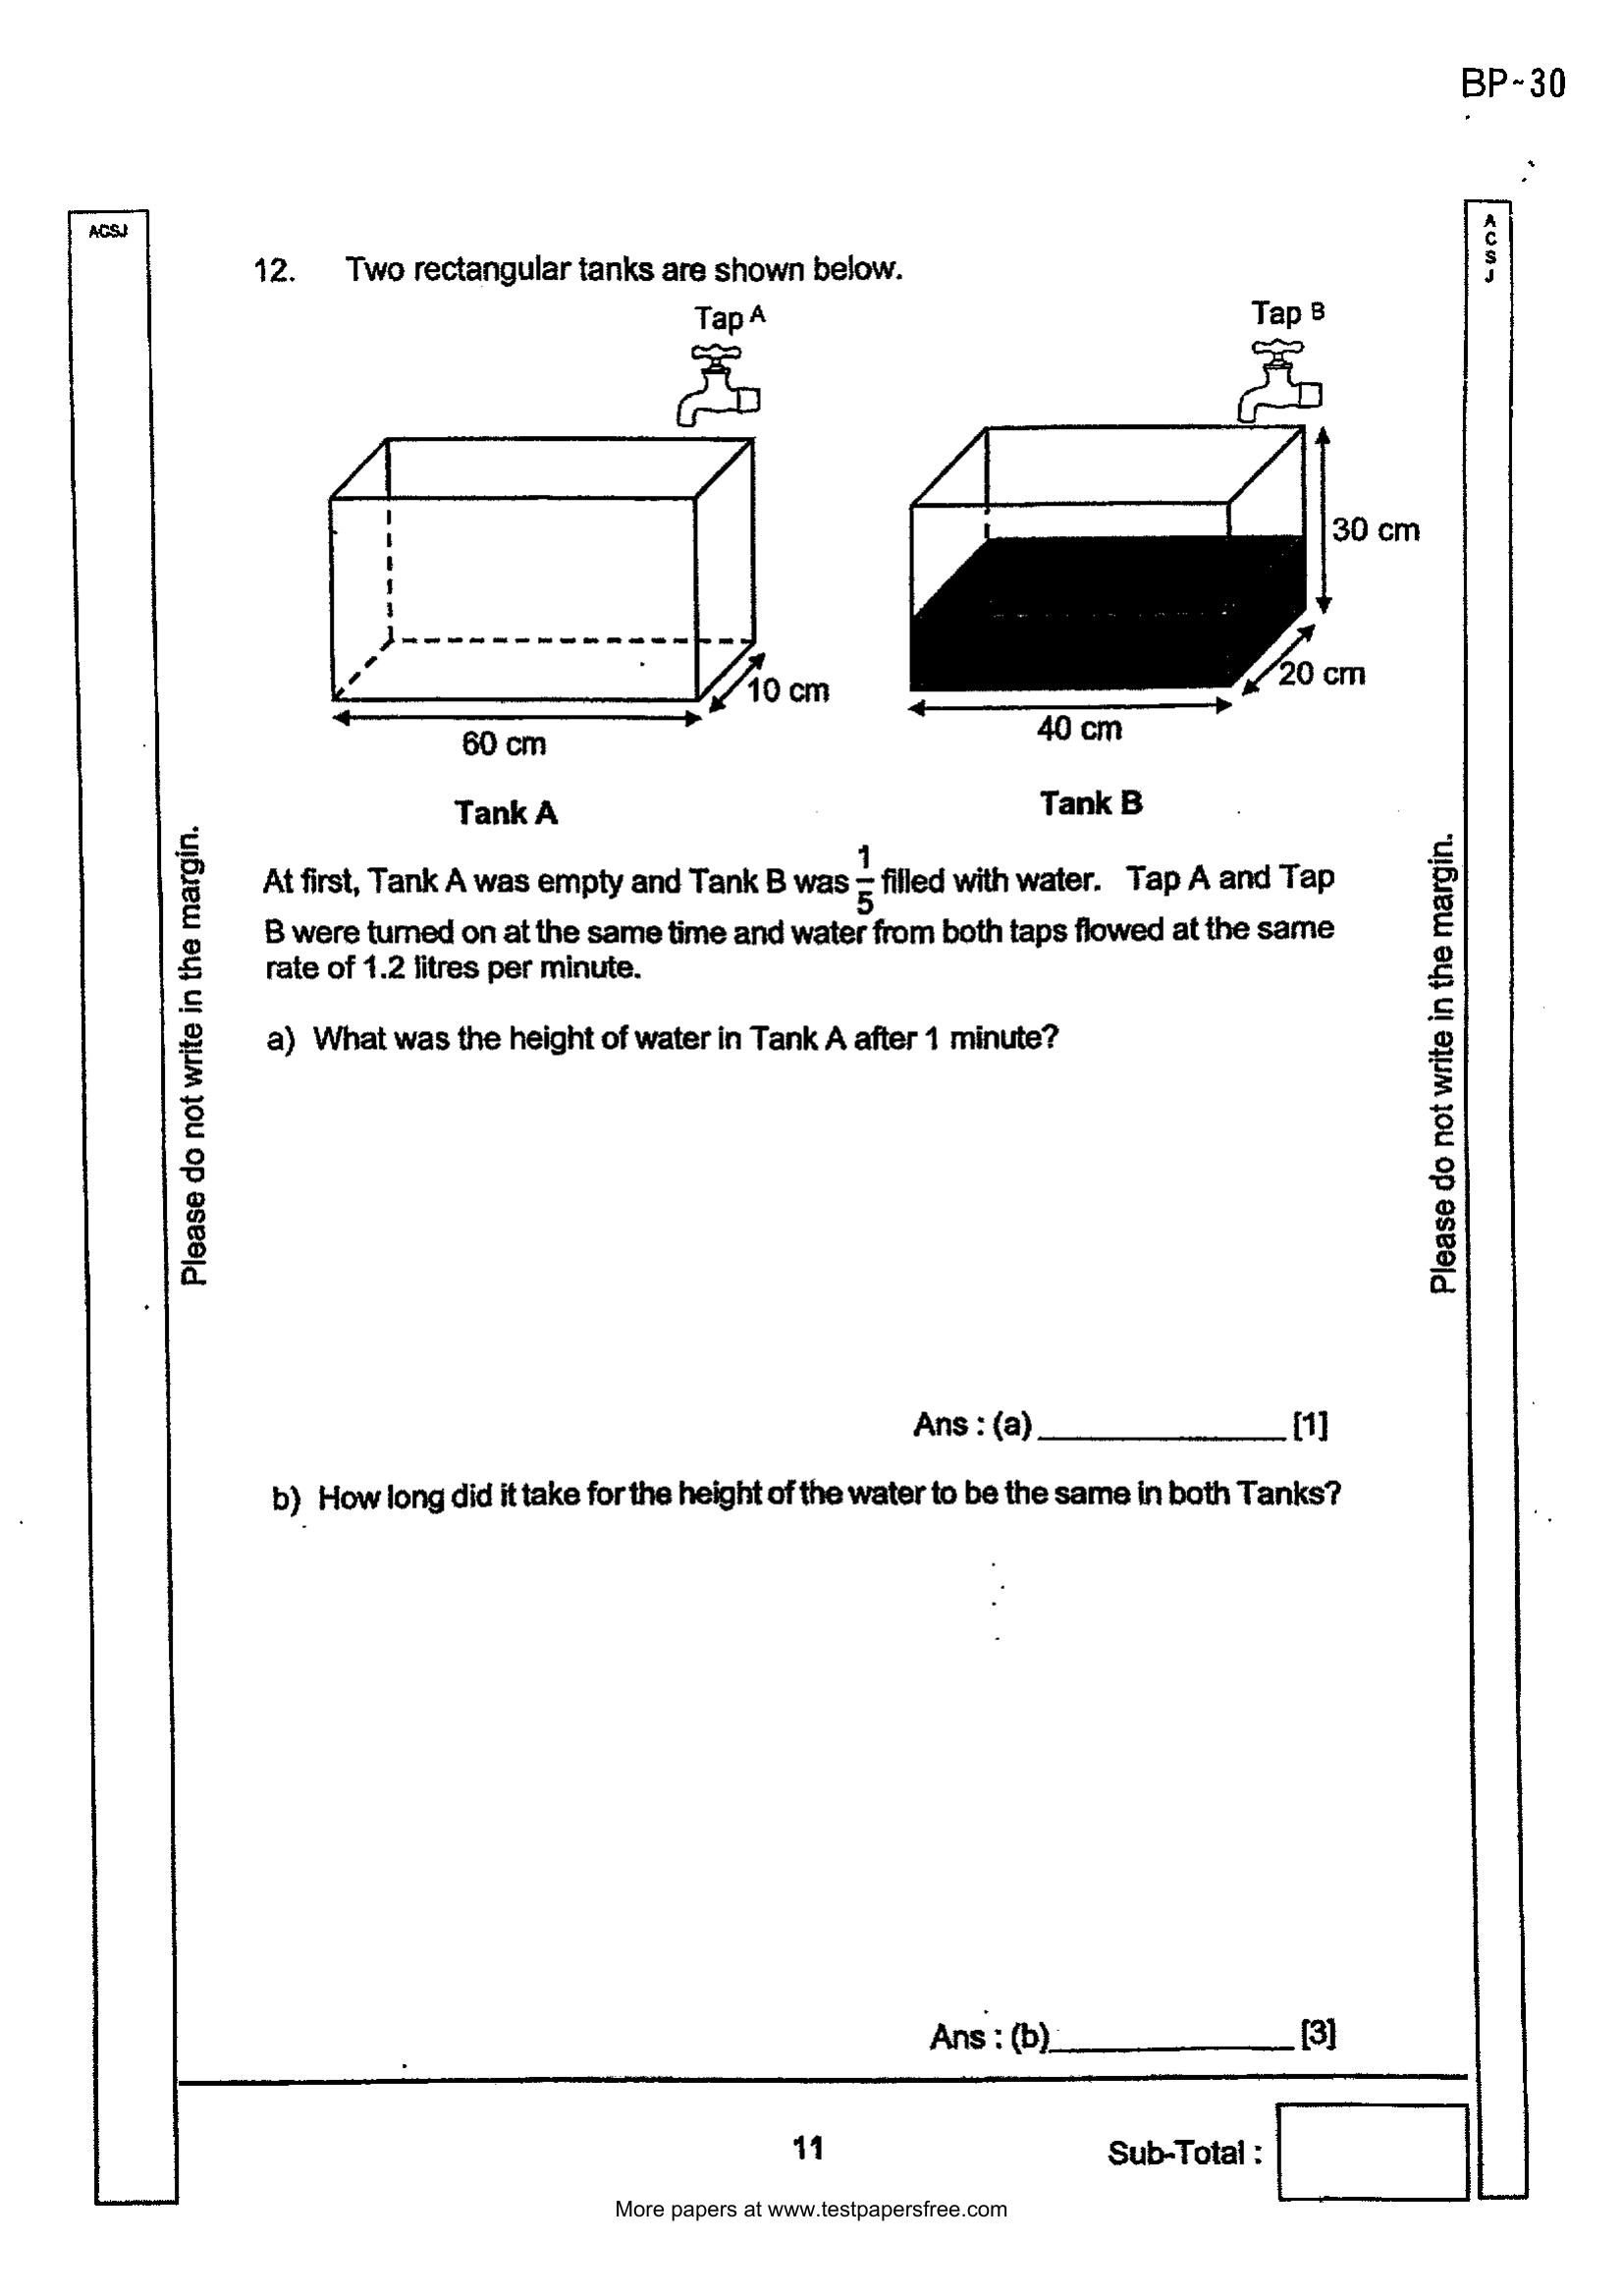 BP~30
ACSJ
A
C
S
J
12. Two rectangular tanks are shown below.
Tap A
Tap B
30 cm
10 cm
20 cm
60 cm
40 cm
Tank A
Tank B
At first, Tank A was empty and Tank B was 1/5 filled with water. Tap A and Tap
B were turned on at the same time and water from both taps flowed at the same
rate of 1.2 litres per minute.
a) What was the height of water in Tank A after 1 minute?
Please do not write in the margin.
Please do not write in the margin.
Ans : (a) ______________ [1]
b) How long did it take for the height of the water to be the same in both Tanks?
Ans : (b) ______________ [3]
11
Sub-Total :
More papers at www.testpapersfree.com